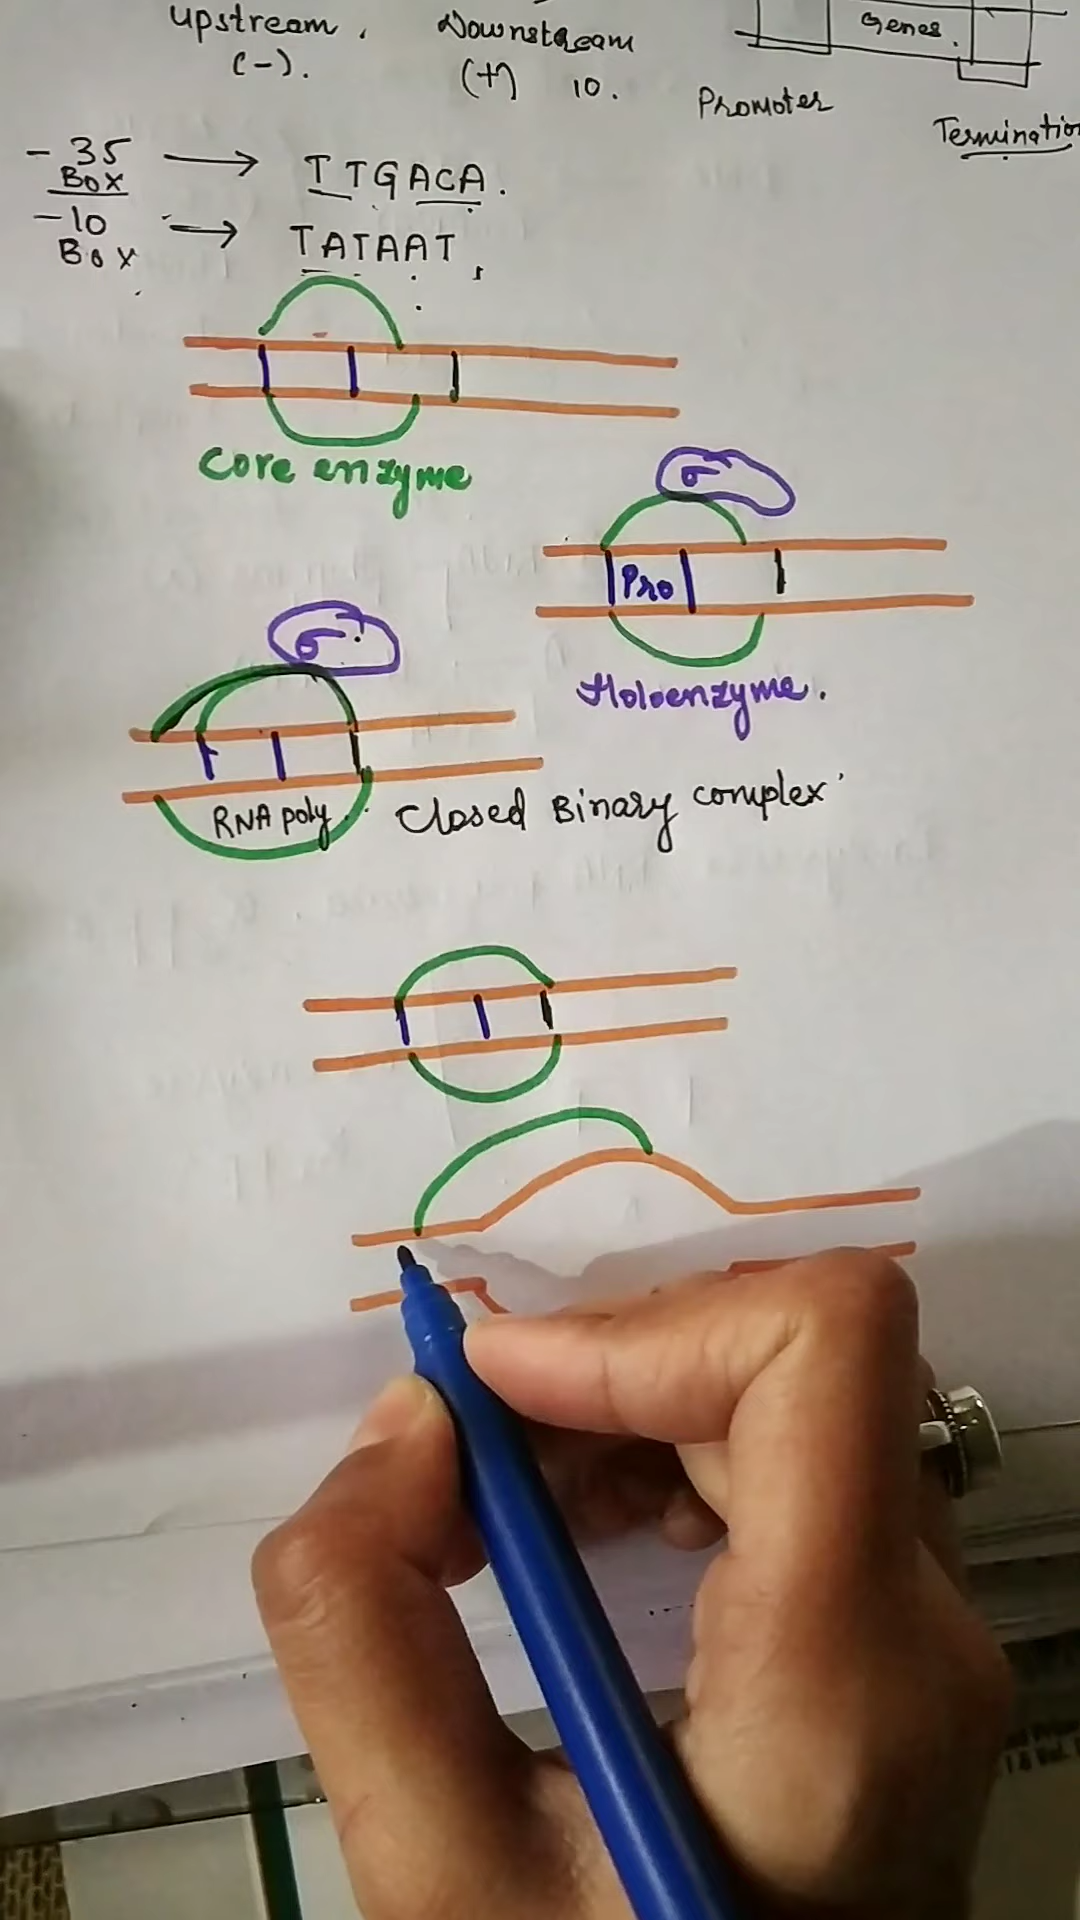 upstream.
(-).
Downstream
(+) 10.
Genes.
Promoter
Termination
- 35
Box
→ TTGACA.
-10
Box
→ TATAAT,
core enzyme
σ
Pro
Holoenzyme.
σ
RNA poly. Closed Binary complex